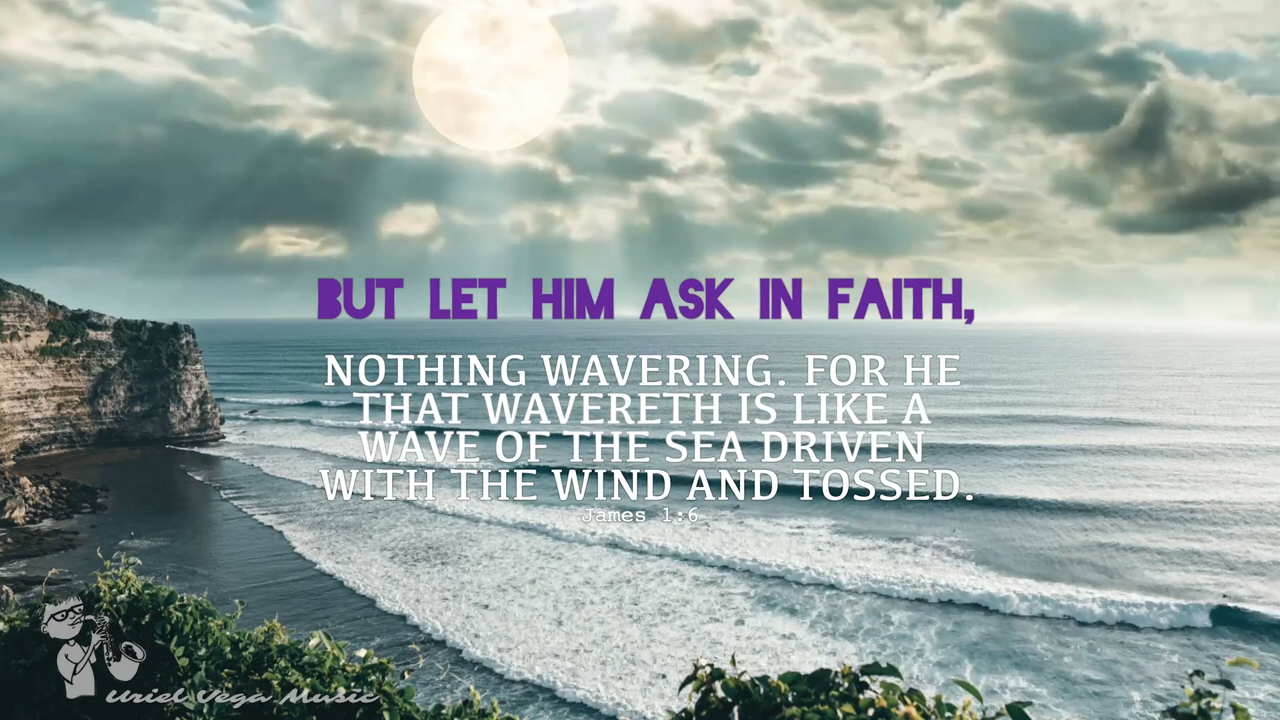 BUT LET HIM ASK IN FAITH,
NOTHING WAVERING. FOR HE
THAT WAVERETH IS LIKE A
WAVE OF THE SEA DRIVEN
WITH THE WIND AND TOSSED.
James 1:6
Uriel Vega Music